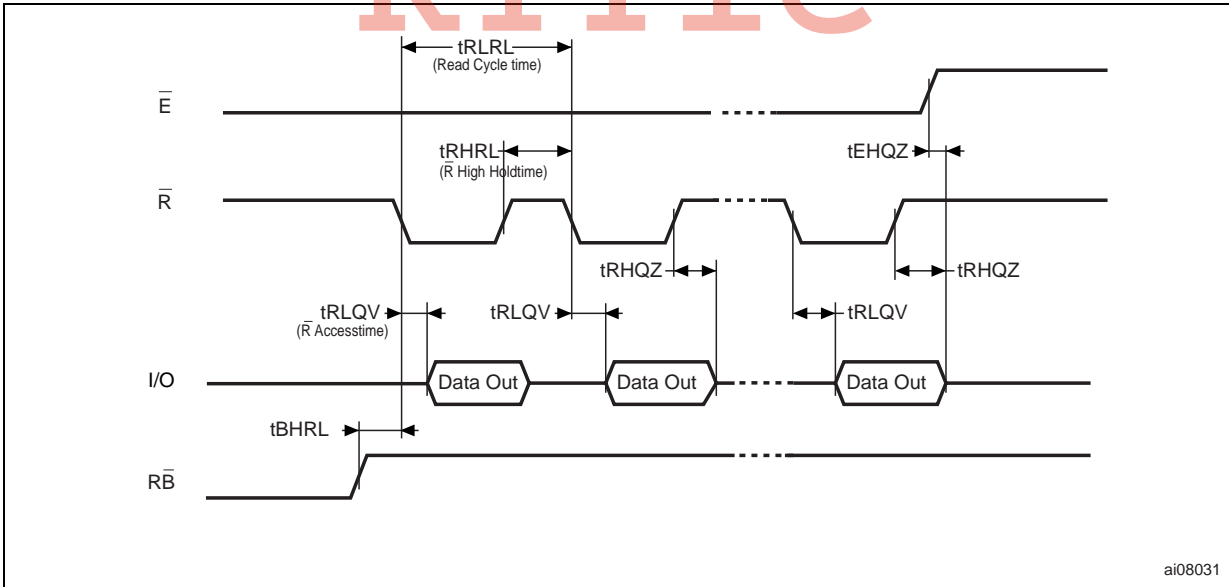 tRLRL
(Read Cycle time)
E̅
tRHRL
(R̅ High Holdtime)
tEHQZ
R̅
tRHQZ
tRHQZ
tRLQV
(R̅ Accesstime)
tRLQV
tRLQV
I/O
Data Out
Data Out
Data Out
tBHRL
RB̅
ai08031